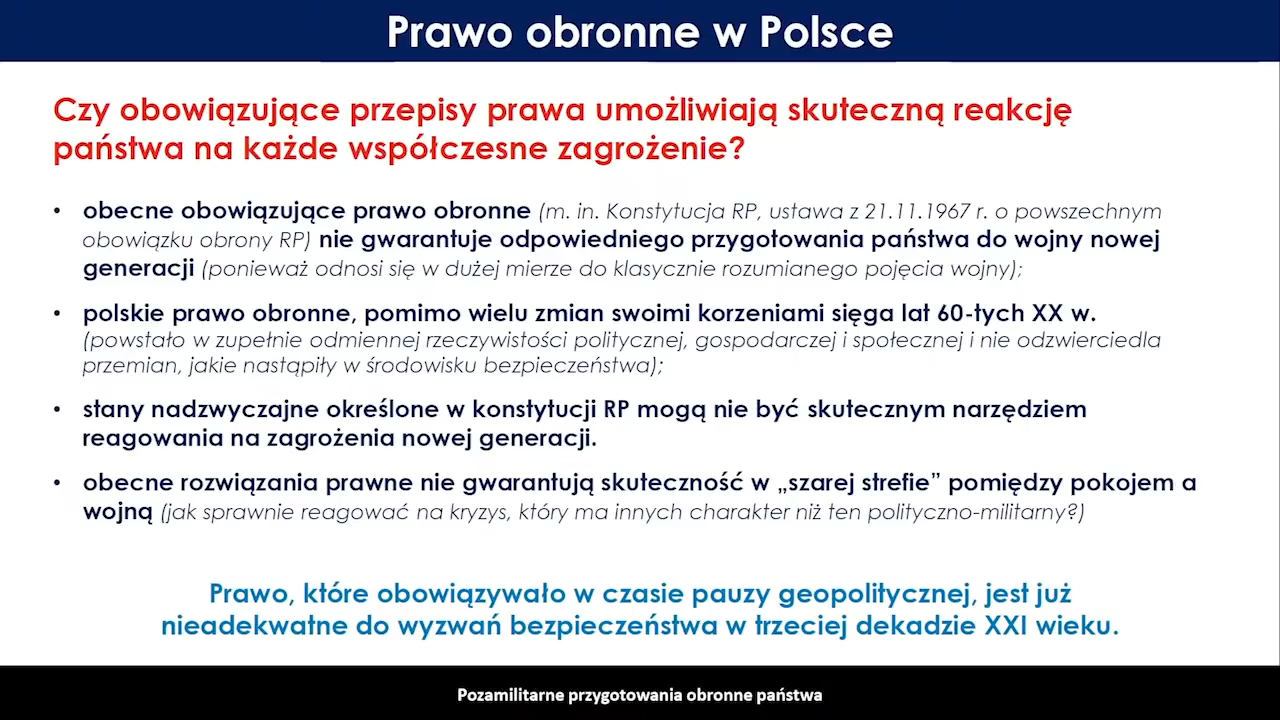 Prawo obronne w Polsce
Czy obowiązujące przepisy prawa umożliwiają skuteczną reakcję
państwa na każde współczesne zagrożenie?
• obecne obowiązujące prawo obronne (m. in. Konstytucja RP, ustawa z 21.11.1967 r. o powszechnym
obowiązku obrony RP) nie gwarantuje odpowiedniego przygotowania państwa do wojny nowej
generacji (ponieważ odnosi się w dużej mierze do klasycznie rozumianego pojęcia wojny);
• polskie prawo obronne, pomimo wielu zmian swoimi korzeniami sięga lat 60-tych XX w.
(powstało w zupełnie odmiennej rzeczywistości politycznej, gospodarczej i społecznej i nie odzwierciedla
przemian, jakie nastąpiły w środowisku bezpieczeństwa);
• stany nadzwyczajne określone w konstytucji RP mogą nie być skutecznym narzędziem
reagowania na zagrożenia nowej generacji.
• obecne rozwiązania prawne nie gwarantują skuteczność w „szarej strefie” pomiędzy pokojem a
wojną (jak sprawnie reagować na kryzys, który ma innych charakter niż ten polityczno-militarny?)
Prawo, które obowiązywało w czasie pauzy geopolitycznej, jest już
nieadekwatne do wyzwań bezpieczeństwa w trzeciej dekadzie XXI wieku.
Pozamilitarne przygotowania obronne państwa